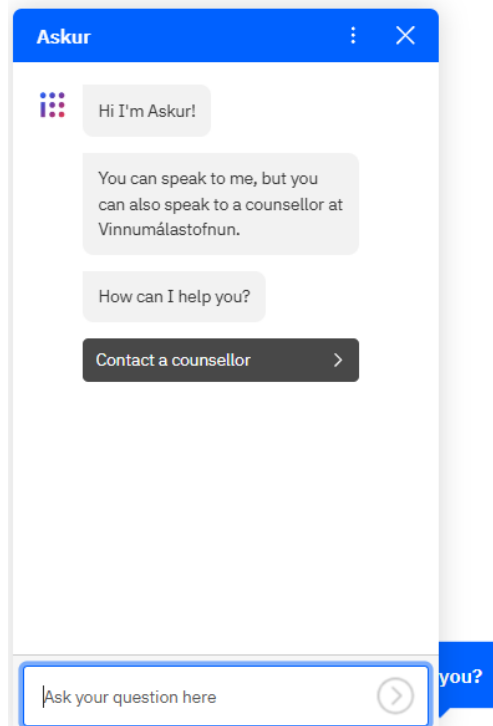 Askur
Hi I'm Askur!
You can speak to me, but you
can also speak to a counsellor at
Vinnumálastofnun.
How can I help you?
Contact a counsellor
Ask your question here
you?